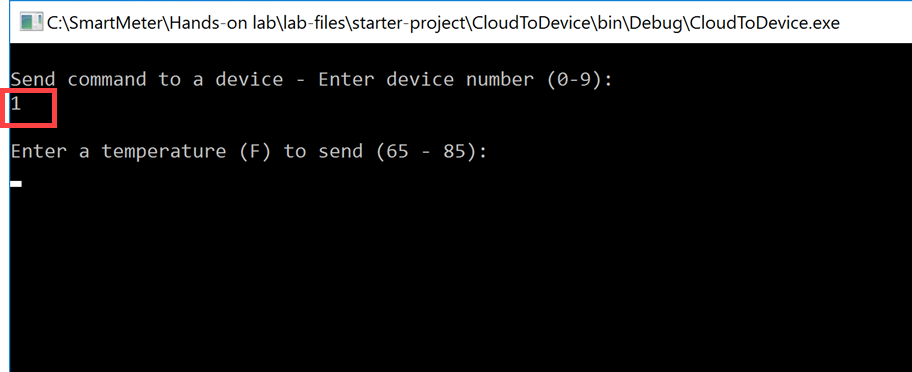 C:\SmartMeter\Hands-on lab\lab-files\starter-project\CloudToDevice\bin\Debug\CloudToDevice.exe
Send command to a device - Enter device number (0-9):
1
Enter a temperature (F) to send (65 - 85):